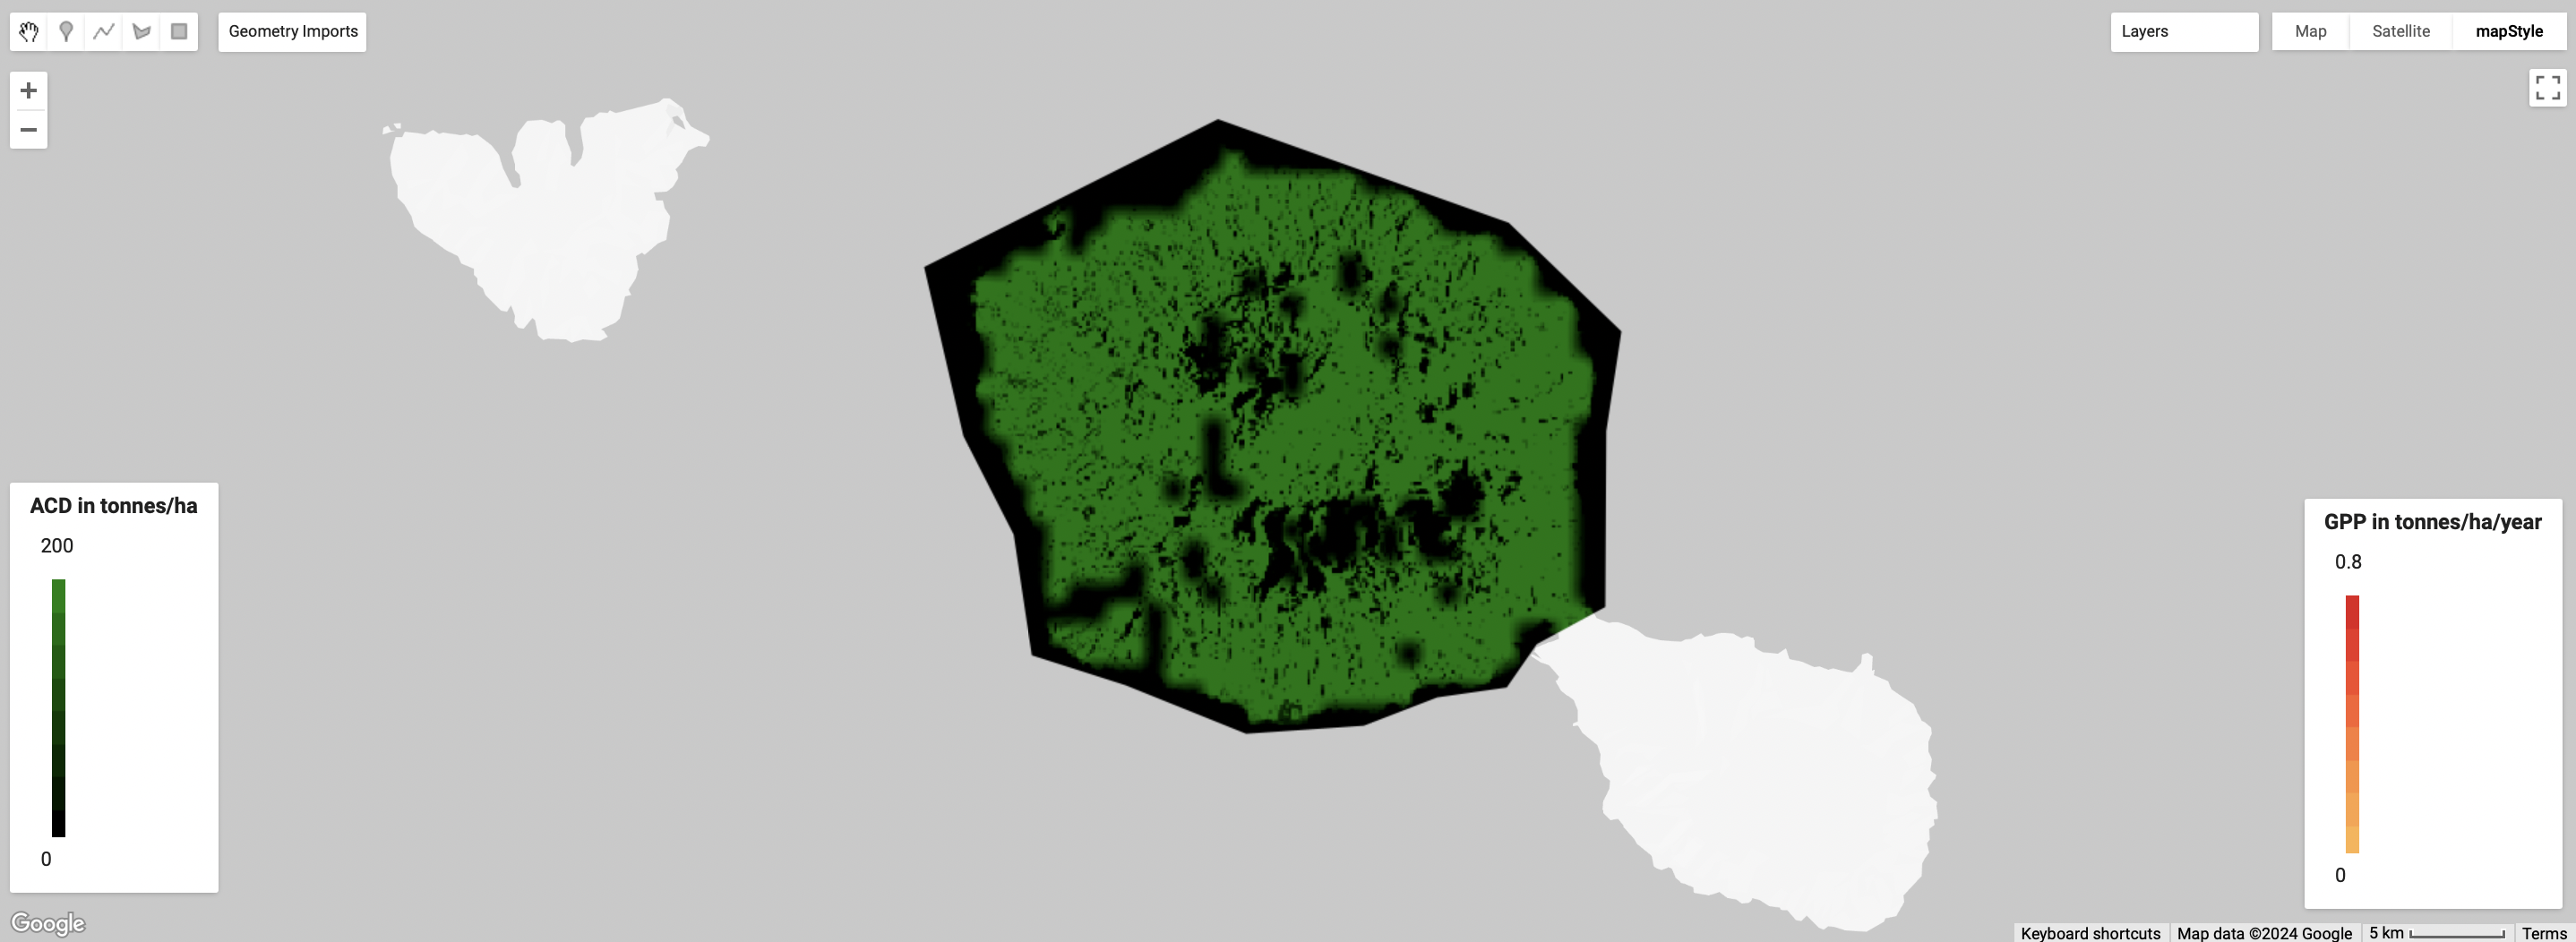 Geometry Imports
Layers
Map
Satellite
mapStyle
+
−
ACD in tonnes/ha
200
0
GPP in tonnes/ha/year
0.8
0
Google
Keyboard shortcuts
Map data ©2024 Google
5 km
Terms